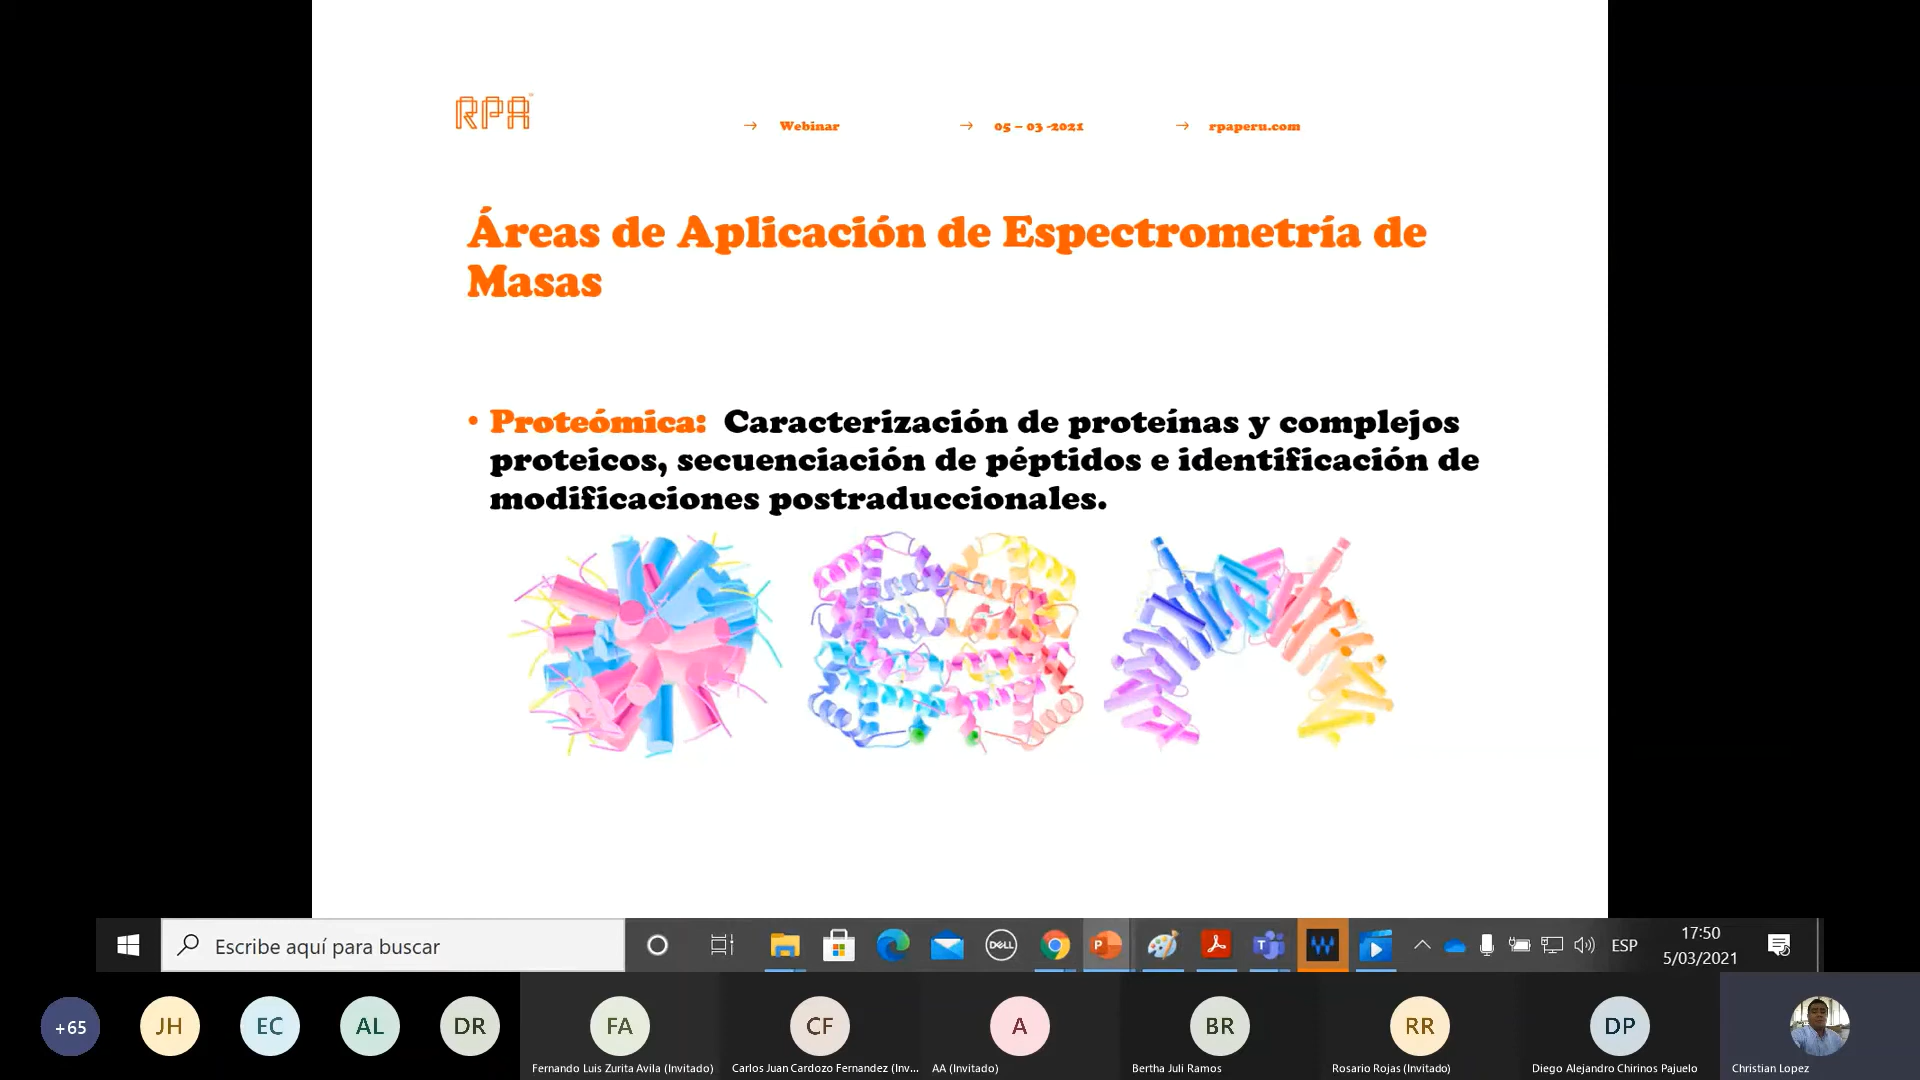 RPA
→ Webinar → 05 – 03 -2021 → rpaperu.com
Áreas de Aplicación de Espectrometría de
Masas
• Proteómica: Caracterización de proteínas y complejos
proteicos, secuenciación de péptidos e identificación de
modificaciones postraduccionales.
Escribe aquí para buscar
DELL
P
W
ESP
17:50
5/03/2021
+65
JH
EC
AL
DR
FA
CF
A
BR
RR
DP
Fernando Luis Zurita Avila (Invitado)
Carlos Juan Cardozo Fernandez (Inv...
AA (Invitado)
Bertha Juli Ramos
Rosario Rojas (Invitado)
Diego Alejandro Chirinos Pajuelo
Christian Lopez